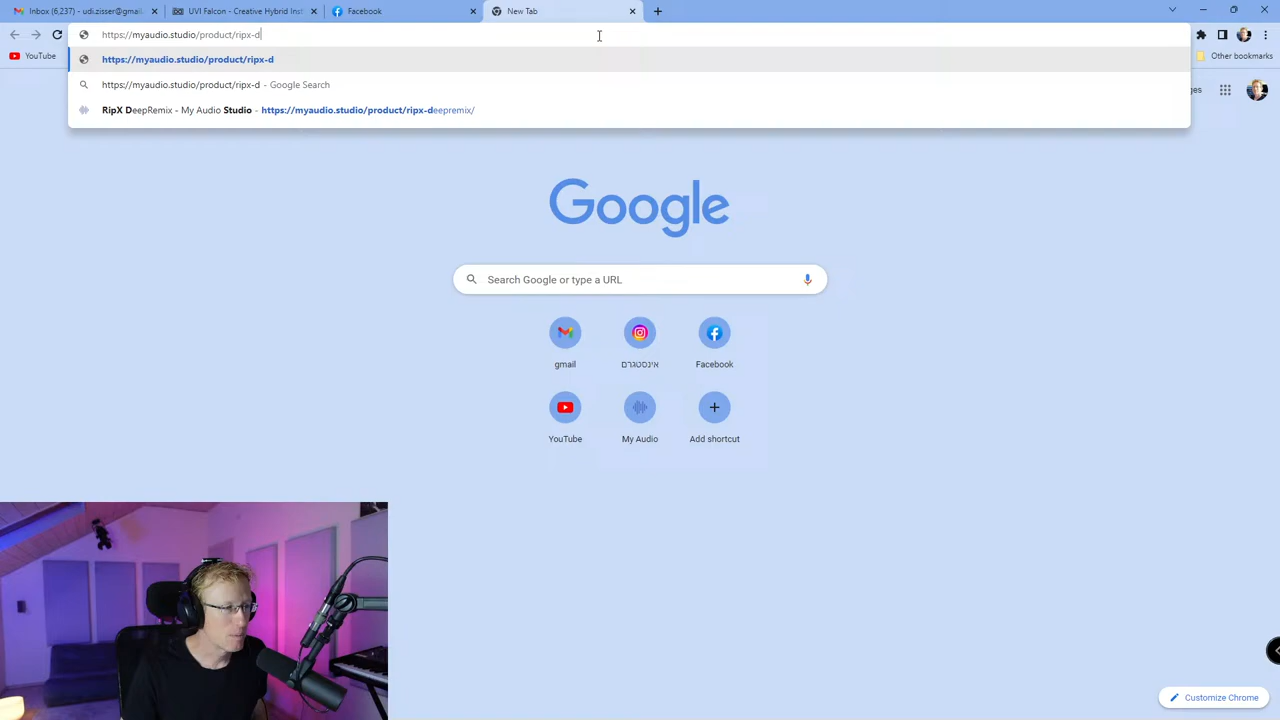 Inbox (6,237) - udi.sisser@gmail
UVI Falcon - Creative Hybrid Inst
Facebook
New Tab
https://myaudio.studio/product/ripx-d
YouTube
Other bookmarks
https://myaudio.studio/product/ripx-d
https://myaudio.studio/product/ripx-d - Google Search
RipX DeepRemix - My Audio Studio - https://myaudio.studio/product/ripx-deepremix/
Google
Search Google or type a URL
gmail
אינסטגרם
Facebook
YouTube
My Audio
Add shortcut
Customize Chrome